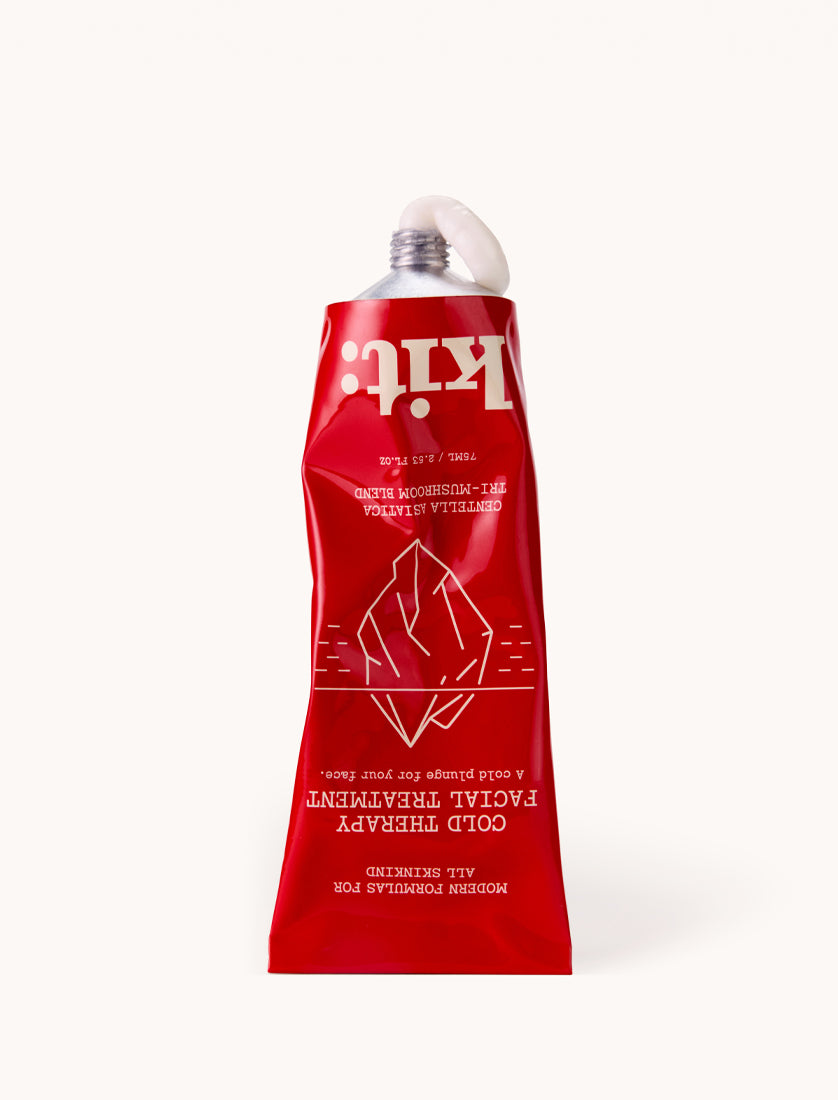 MODERN FORMULAS FOR
ALL SKINKIND
COLD THERAPY
FACIAL TREATMENT
A cold plunge for your face.
CENTELLA ASIATICA
TRI-MUSHROOM BLEND
75ML / 2.53 FL.OZ
kit: